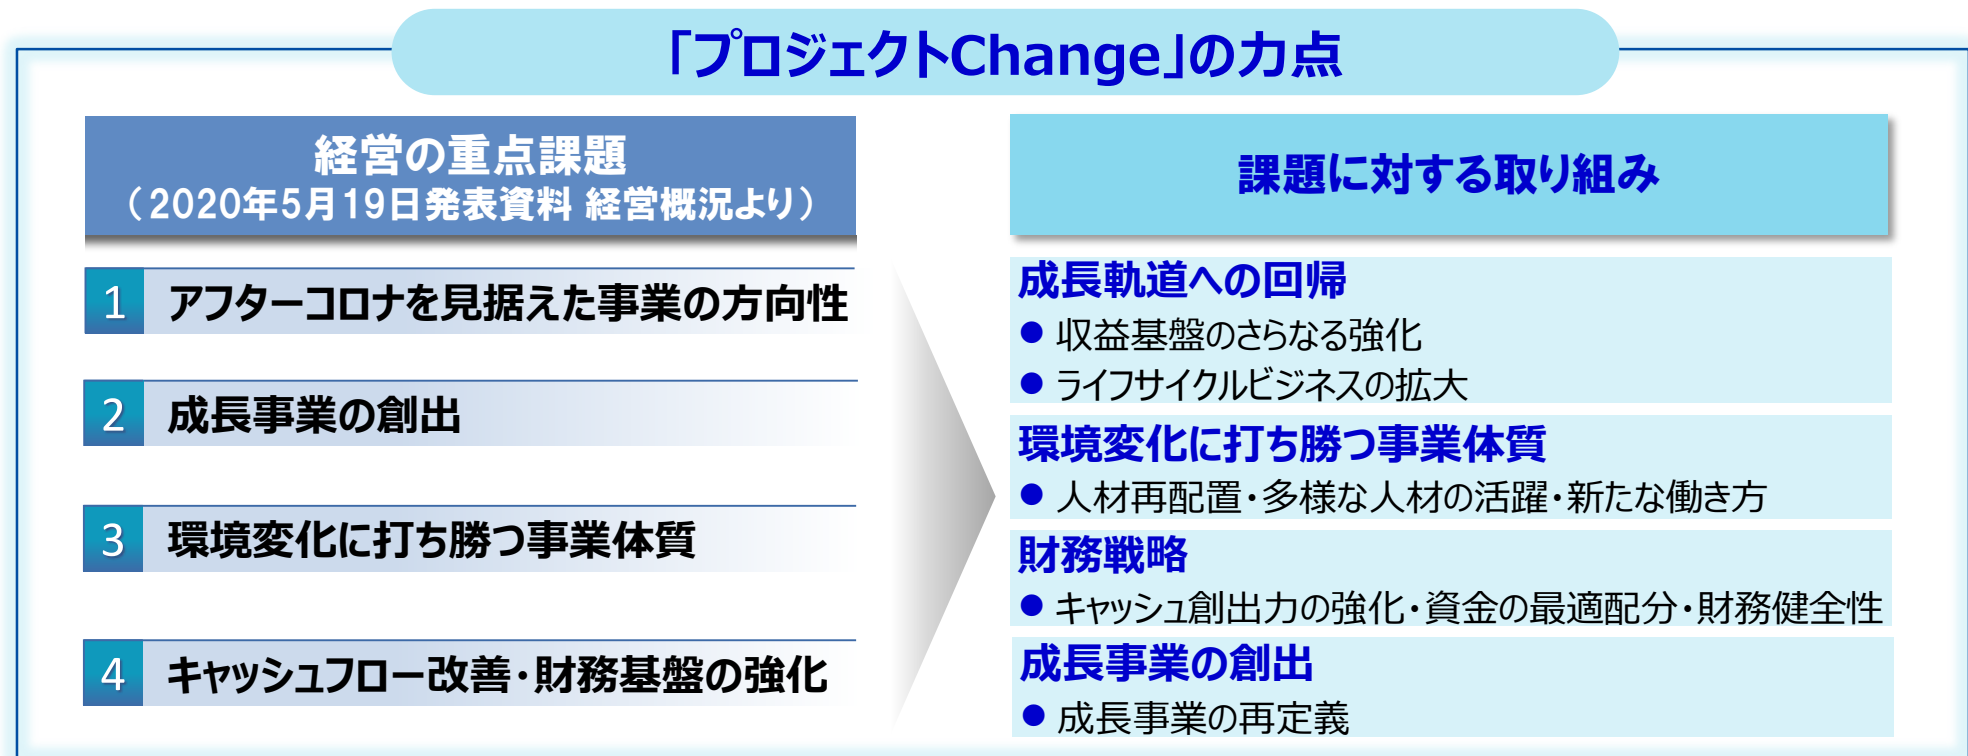 「プロジェクトChange」の力点
経営の重点課題
（2020年5月19日発表資料 経営概況より）
1 アフターコロナを見据えた事業の方向性
2 成長事業の創出
3 環境変化に打ち勝つ事業体質
4 キャッシュフロー改善・財務基盤の強化
課題に対する取り組み
成長軌道への回帰
● 収益基盤のさらなる強化
● ライフサイクルビジネスの拡大
環境変化に打ち勝つ事業体質
● 人材再配置・多様な人材の活躍・新たな働き方
財務戦略
● キャッシュ創出力の強化・資金の最適配分・財務健全性
成長事業の創出
● 成長事業の再定義